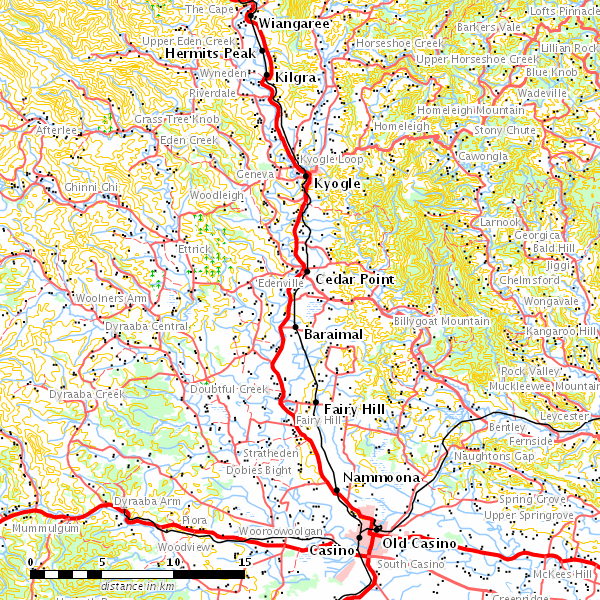 The Cape
Lofts Pinnacle
Wiangaree
Barkers Vale
Upper Eden Creek
Horseshoe Creek
Lillian Rock
Hermits Peak
Upper Horseshoe Creek
Wyneden
Kilgra
Blue Knob
Riverdale
Wadeville
Homeleigh Mountain
Grass Tree Knob
Afterlee
Homeleigh
Stony Chute
Eden Creek
Kyogle Loop
Cawongla
Geneva
Kyogle
Ghinni Ghi
Woodleigh
Larnook
Georgica
Ettrick
Bald Hill
Jiggi
Cedar Point
Edenville
Chelmsford
Woolners Arm
Wongavale
Dyraaba Central
Billygoat Mountain
Baraimal
Kangaroo Hill
Rock Valley
Doubtful Creek
Muckleewee Mountain
Dyraaba Creek
Fairy Hill
Fairy Hill
Leycester
Bentley
Fernside
Stratheden
Naughtons Gap
Dobies Bight
Nammoona
Dyraaba Arm
Spring Grove
Piora
Upper Springrove
Mummulgum
Wooroowoolgan
Old Casino
Woodview
Casino
0 5 10 15
South Casino
McKees Hill
distance in km
Greenridge